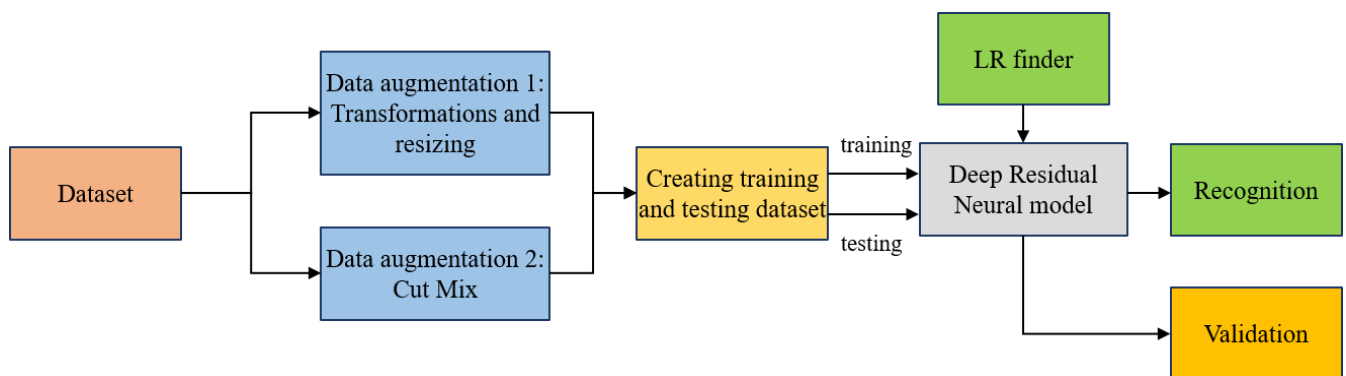 Dataset
Data augmentation 1:
Transformations and
resizing
Data augmentation 2:
Cut Mix
Creating training
and testing dataset
training
testing
LR finder
Deep Residual
Neural model
Recognition
Validation